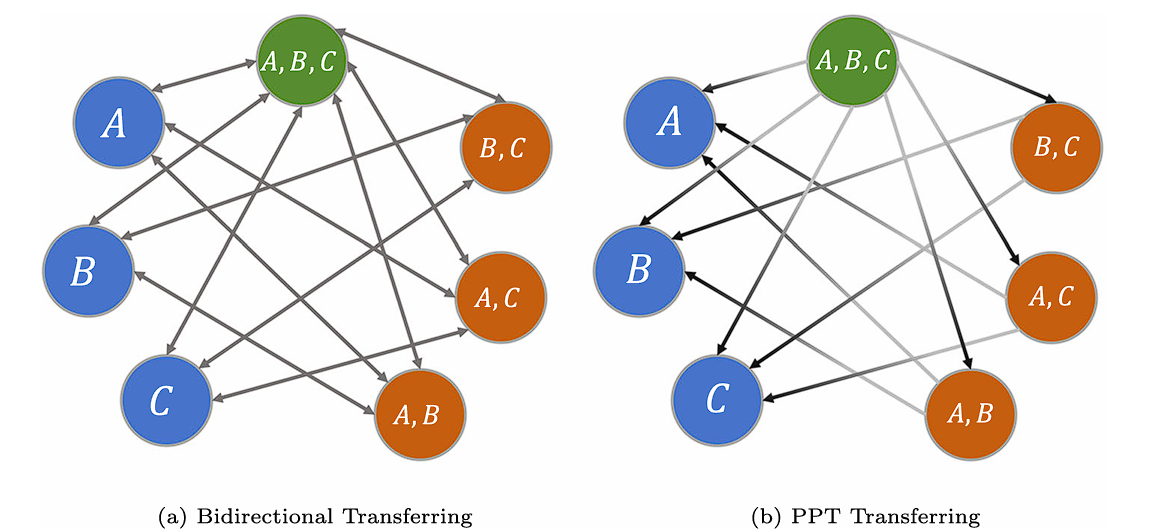 A, B, C
A
B, C
B
A, C
C
A, B
(a) Bidirectional Transferring
A, B, C
A
B, C
B
A, C
C
A, B
(b) PPT Transferring